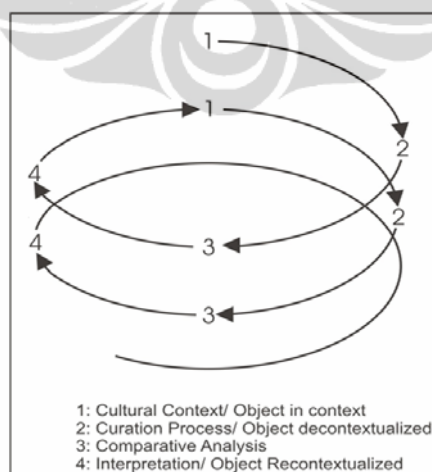 1
1
2
4
2
4
3
3
1: Cultural Context/ Object in context
2: Curation Process/ Object decontextualized
3: Comparative Analysis
4: Interpretation/ Object Recontextualized